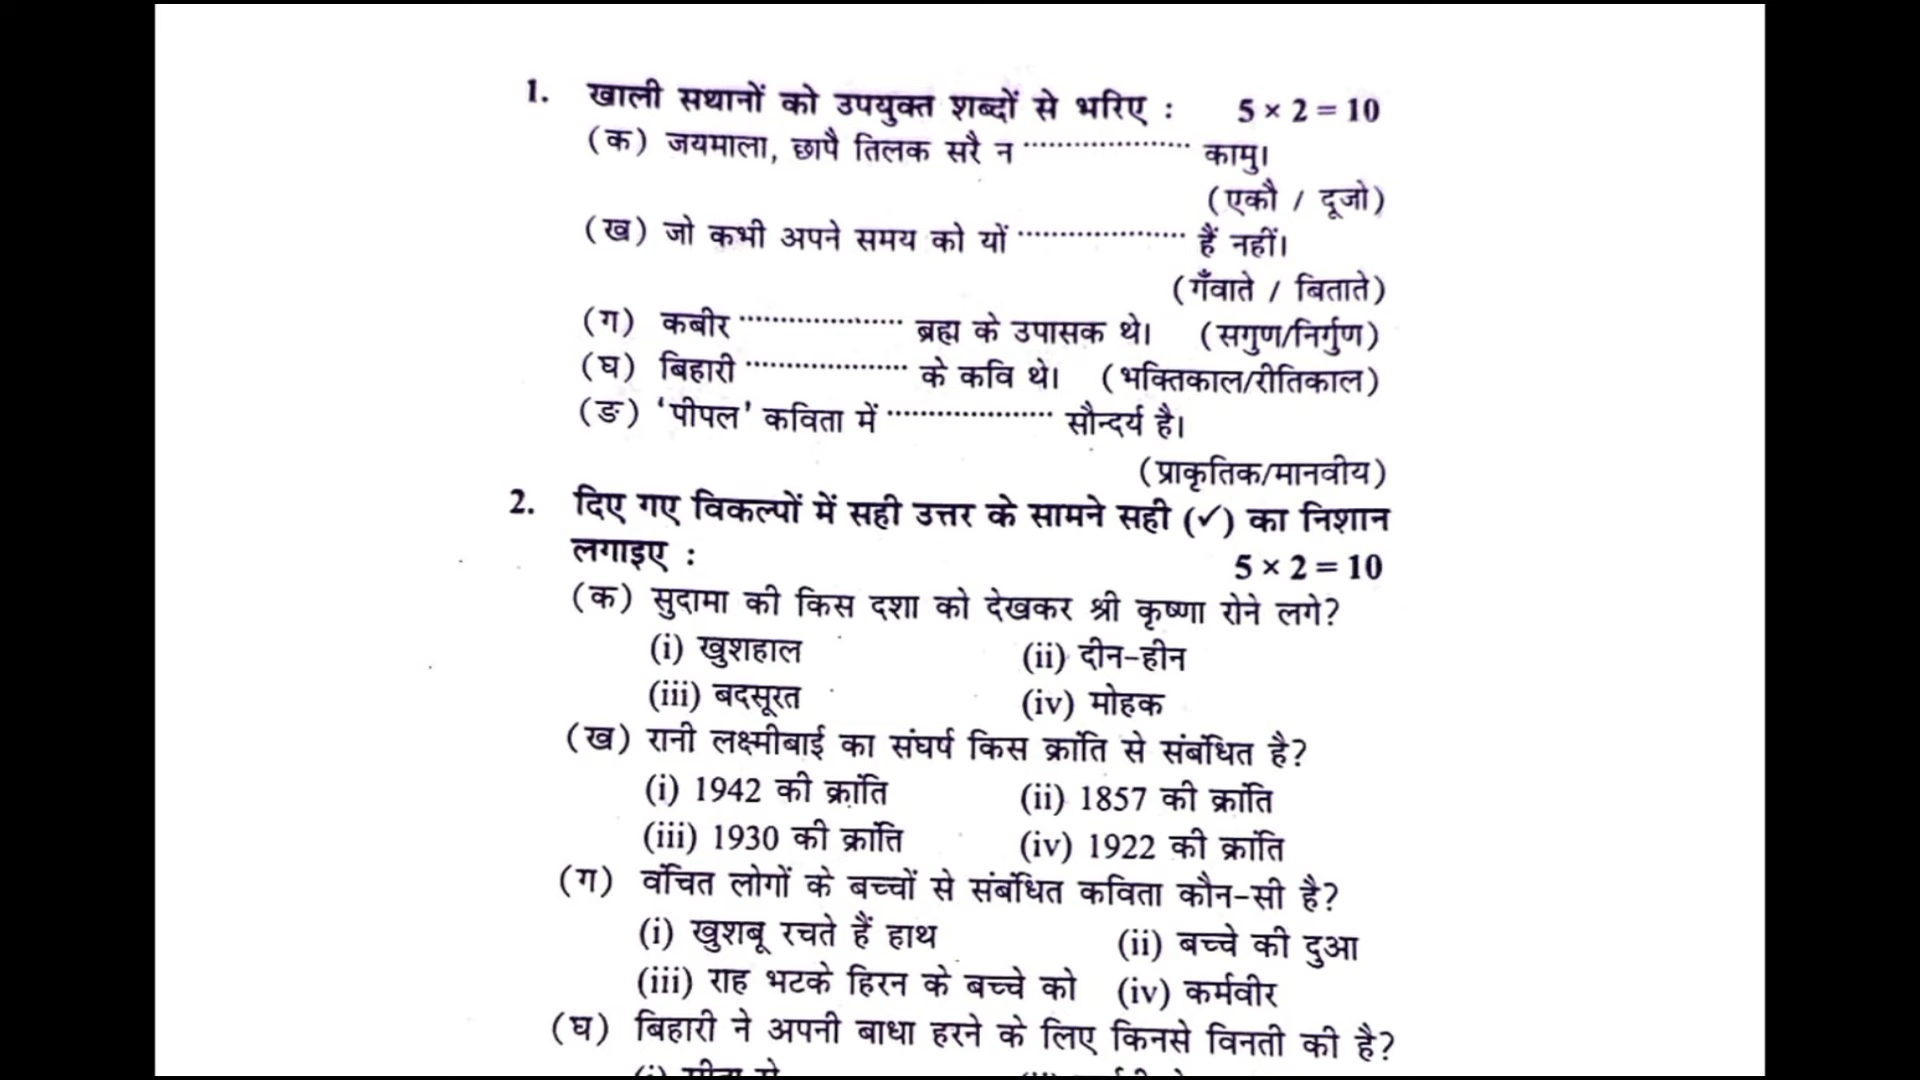 1. खाली सथानों को उपयुक्त शब्दों से भरिए : 5 × 2 = 10
(क) जयमाला, छापै तिलक सरै न ................... कामु।
(एकौ / दूजो)
(ख) जो कभी अपने समय को यों ................... हैं नहीं।
(गँवाते / बिताते)
(ग) कबीर ................... ब्रह्म के उपासक थे। (सगुण/निर्गुण)
(घ) बिहारी ................... के कवि थे। (भक्तिकाल/रीतिकाल)
(ङ) ‘पीपल’ कविता में ................... सौन्दर्य है।
(प्राकृतिक/मानवीय)
2. दिए गए विकल्पों में सही उत्तर के सामने सही (✓) का निशान
लगाइए : 5 × 2 = 10
(क) सुदामा की किस दशा को देखकर श्री कृष्णा रोने लगे?
(i) खुशहाल (ii) दीन-हीन
(iii) बदसूरत (iv) मोहक
(ख) रानी लक्ष्मीबाई का संघर्ष किस क्रांति से संबंधित है?
(i) 1942 की क्रांति (ii) 1857 की क्रांति
(iii) 1930 की क्रांति (iv) 1922 की क्रांति
(ग) वंचित लोगों के बच्चों से संबंधित कविता कौन-सी है?
(i) खुशबू रचते हैं हाथ (ii) बच्चे की दुआ
(iii) राह भटके हिरन के बच्चे को (iv) कर्मवीर
(घ) बिहारी ने अपनी बाधा हरने के लिए किनसे विनती की है?